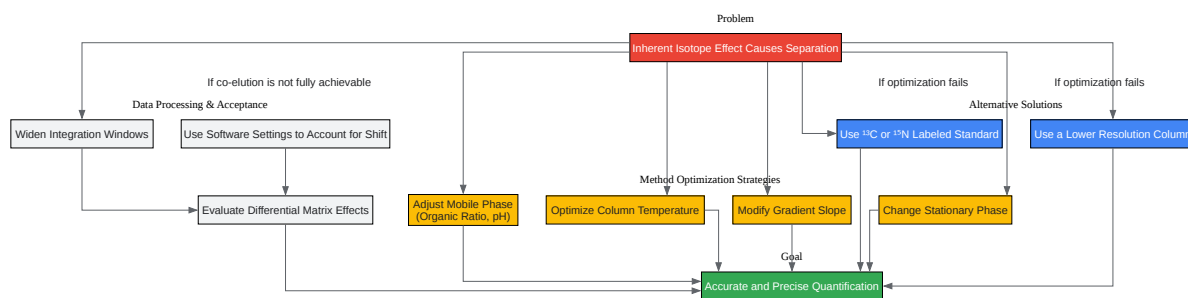 Problem
Inherent Isotope Effect Causes Separation
If co-elution is not fully achievable
If optimization fails
If optimization fails
Data Processing & Acceptance
Alternative Solutions
Widen Integration Windows
Use Software Settings to Account for Shift
Use ¹³C or ¹⁵N Labeled Standard
Use a Lower Resolution Column
Method Optimization Strategies
Evaluate Differential Matrix Effects
Adjust Mobile Phase
(Organic Ratio, pH)
Optimize Column Temperature
Modify Gradient Slope
Change Stationary Phase
Goal
Accurate and Precise Quantification